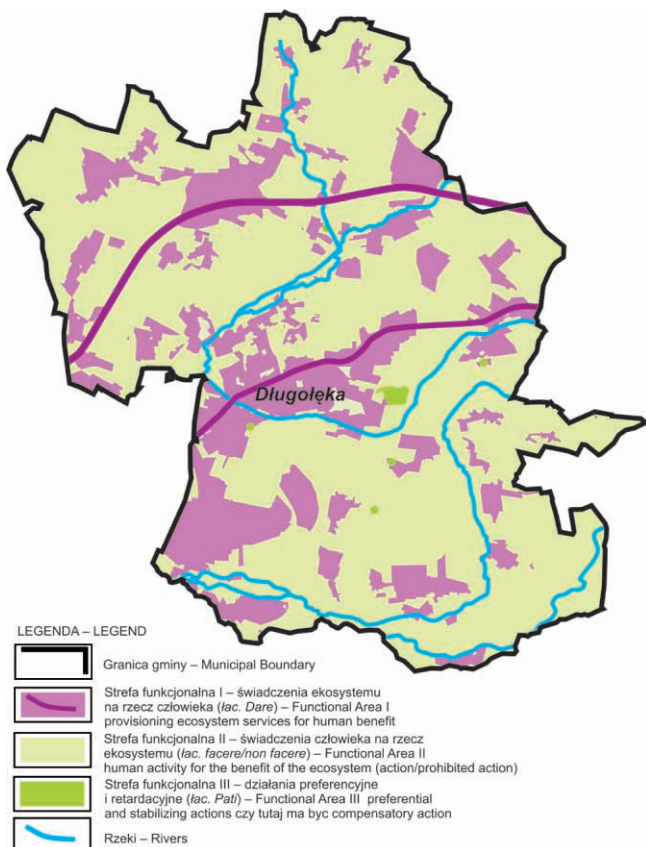 Długołęka
LEGENDA – LEGEND
Granica gminy – Municipal Boundary
Strefa funkcjonalna I – świadczenia ekosystemu
na rzecz człowieka (łac. Dare) – Functional Area I
provisioning ecosystem services for human benefit
Strefa funkcjonalna II – świadczenia człowieka na rzecz
ekosystemu (łac. facere/non facere) – Functional Area II
human activity for the benefit of the ecosystem (action/prohibited action)
Strefa funkcjonalna III – działania preferencyjne
i retardacyjne (łac. Pati) – Functional Area III preferential
and stabilizing actions czy tutaj ma byc compensatory action
Rzeki – Rivers